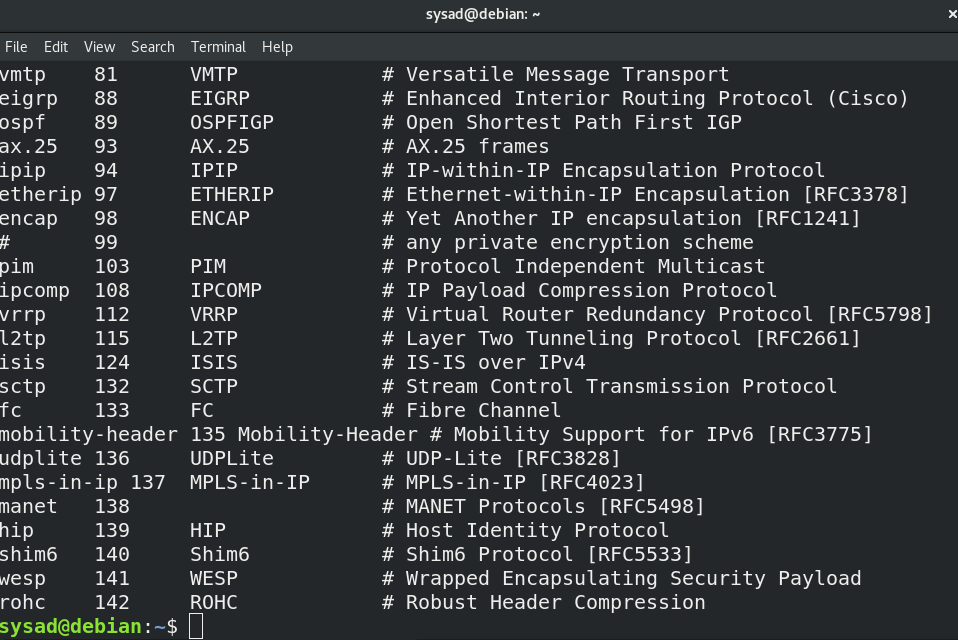 sysad@debian: ~ ×
File Edit View Search Terminal Help
vmtp 81 VMTP # Versatile Message Transport
eigrp 88 EIGRP # Enhanced Interior Routing Protocol (Cisco)
ospf 89 OSPFIGP # Open Shortest Path First IGP
ax.25 93 AX.25 # AX.25 frames
ipip 94 IPIP # IP-within-IP Encapsulation Protocol
etherip 97 ETHERIP # Ethernet-within-IP Encapsulation [RFC3378]
encap 98 ENCAP # Yet Another IP encapsulation [RFC1241]
# 99 # any private encryption scheme
pim 103 PIM # Protocol Independent Multicast
ipcomp 108 IPCOMP # IP Payload Compression Protocol
vrrp 112 VRRP # Virtual Router Redundancy Protocol [RFC5798]
l2tp 115 L2TP # Layer Two Tunneling Protocol [RFC2661]
isis 124 ISIS # IS-IS over IPv4
sctp 132 SCTP # Stream Control Transmission Protocol
fc 133 FC # Fibre Channel
mobility-header 135 Mobility-Header # Mobility Support for IPv6 [RFC3775]
udplite 136 UDPLite # UDP-Lite [RFC3828]
mpls-in-ip 137 MPLS-in-IP # MPLS-in-IP [RFC4023]
manet 138 # MANET Protocols [RFC5498]
hip 139 HIP # Host Identity Protocol
shim6 140 Shim6 # Shim6 Protocol [RFC5533]
wesp 141 WESP # Wrapped Encapsulating Security Payload
rohc 142 ROHC # Robust Header Compression
sysad@debian:~$